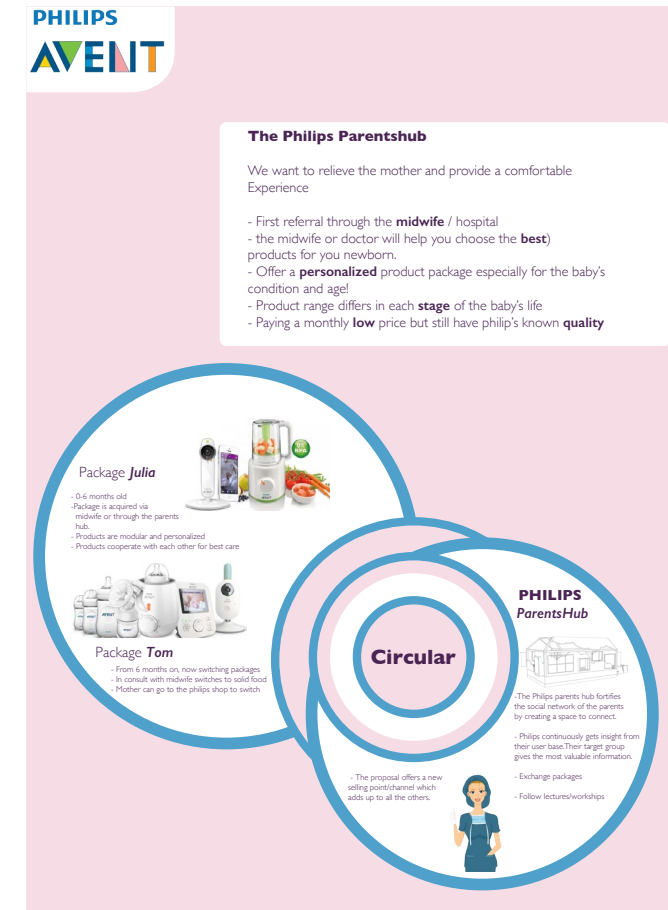 PHILIPS
AVENT
The Philips Parentshub
We want to relieve the mother and provide a comfortable
Experience
- First referral through the midwife / hospital
- the midwife or doctor will help you choose the best)
products for you newborn.
- Offer a personalized product package especially for the baby's
condition and age!
- Product range differs in each stage of the baby's life
- Paying a monthly low price but still have philip's known quality
Package Julia
- 0-6 months old
-Package is acquired via
midwife or through the parents
hub.
- Products are modular and personalized
- Products cooperate with each other for best care
Package Tom
- From 6 months on, now switching packages
- In consult with midwife switches to solid food
- Mother can go to the philips shop to switch
Circular
PHILIPS
ParentsHub
-The Philips parents hub fortifies
the social network of the parents
by creating a space to connect.
- Philips continuously gets insight from
their user base.Their target group
gives the most valuable information.
- Exchange packages
- Follow lectures/workships
- The proposal offers a new
selling point/channel which
adds up to all the others.